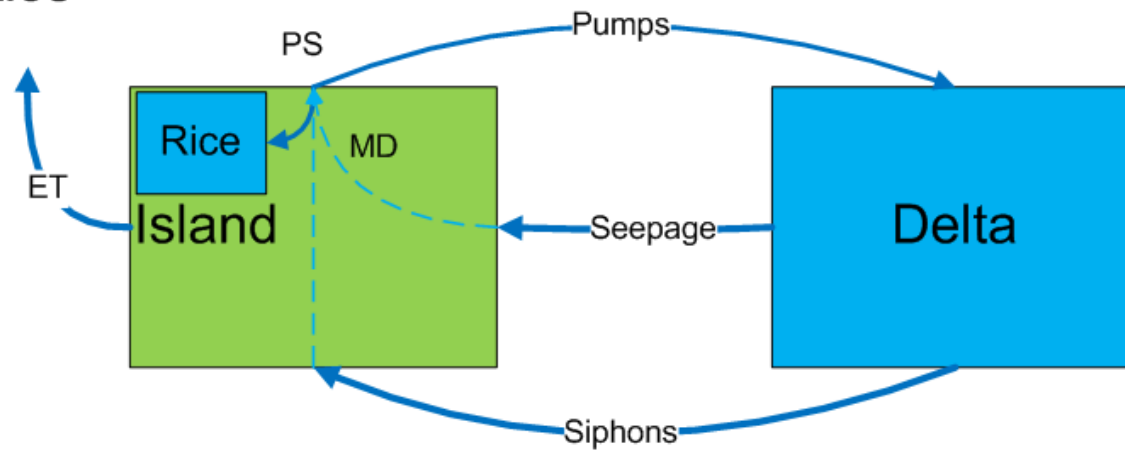 Pumps
PS
Rice
MD
ET
Island
Seepage
Delta
Siphons